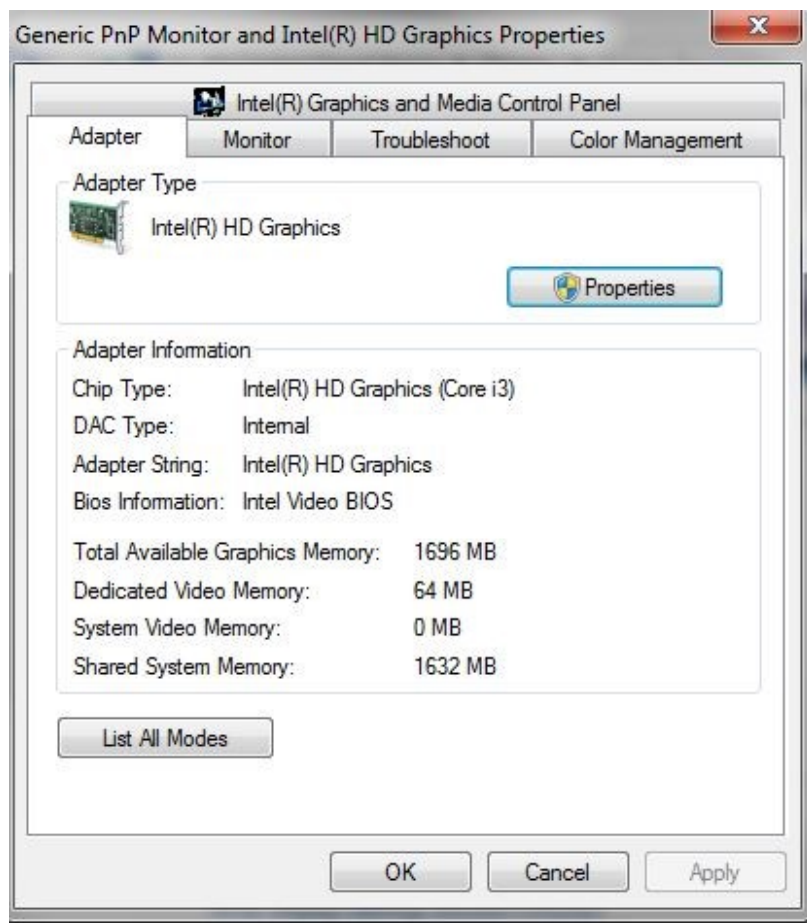 Generic PnP Monitor and Intel(R) HD Graphics Properties
Intel(R) Graphics and Media Control Panel
Adapter Monitor Troubleshoot Color Management
Adapter Type
Intel(R) HD Graphics
Properties
Adapter Information
Chip Type: Intel(R) HD Graphics (Core i3)
DAC Type: Internal
Adapter String: Intel(R) HD Graphics
Bios Information: Intel Video BIOS
Total Available Graphics Memory: 1696 MB
Dedicated Video Memory: 64 MB
System Video Memory: 0 MB
Shared System Memory: 1632 MB
List All Modes
OK Cancel Apply